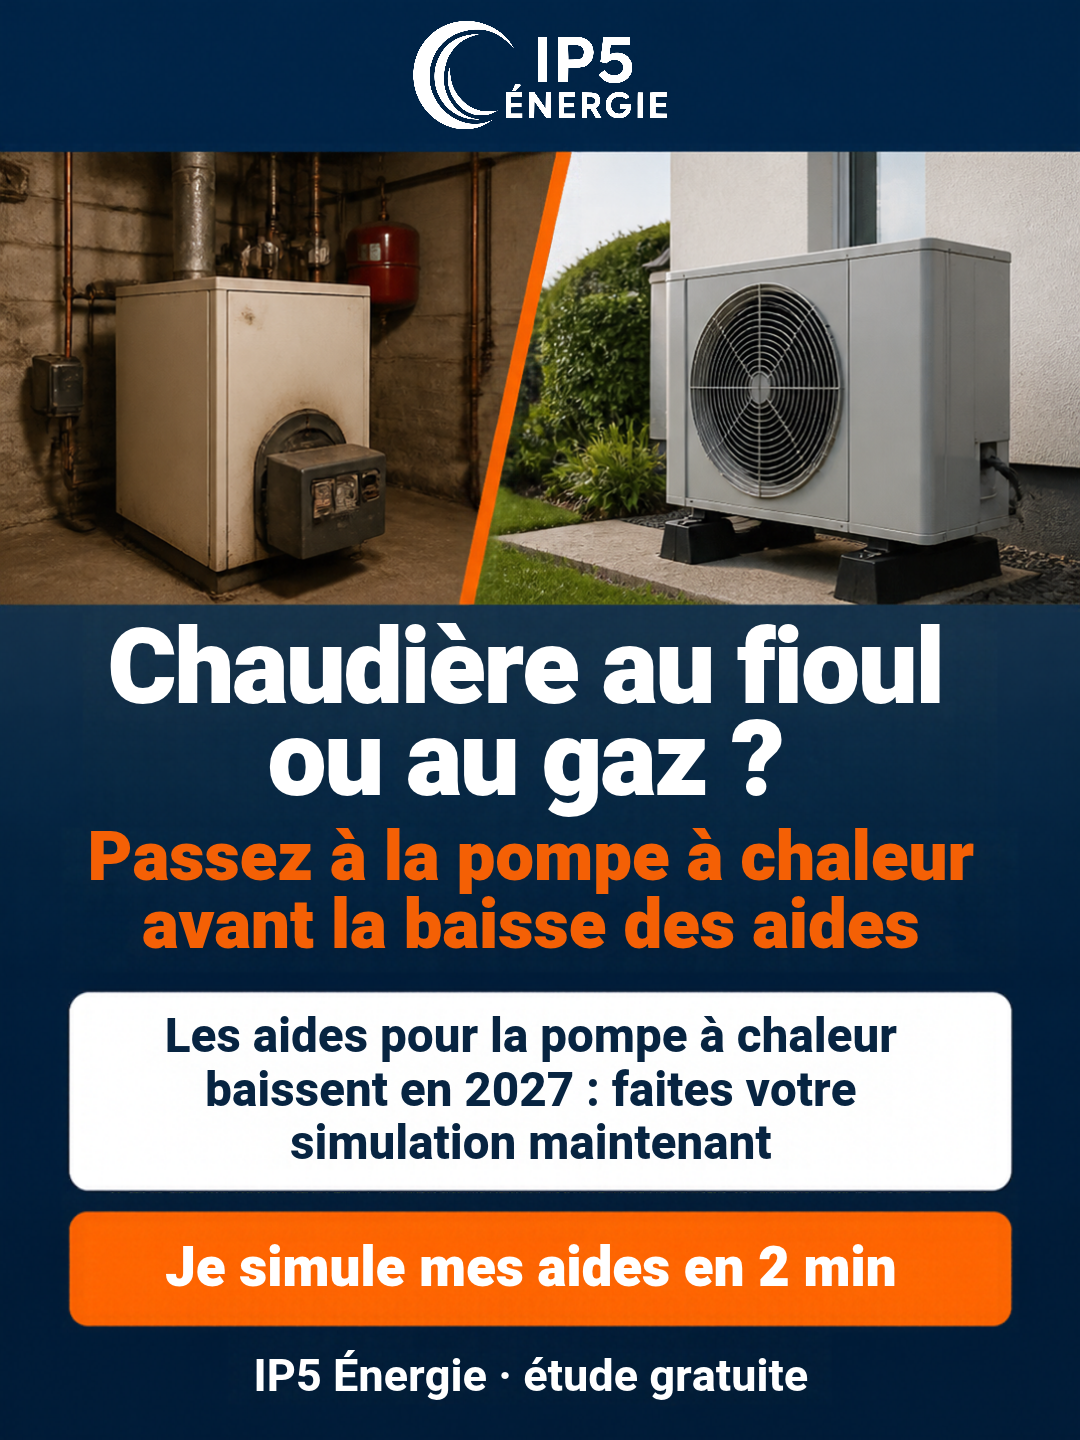 IP5
ÉNERGIE
Chaudière au fioul
ou au gaz ?
Passez à la pompe à chaleur
avant la baisse des aides
Les aides pour la pompe à chaleur
baissent en 2027 : faites votre
simulation maintenant
Je simule mes aides en 2 min
IP5 Énergie · étude gratuite